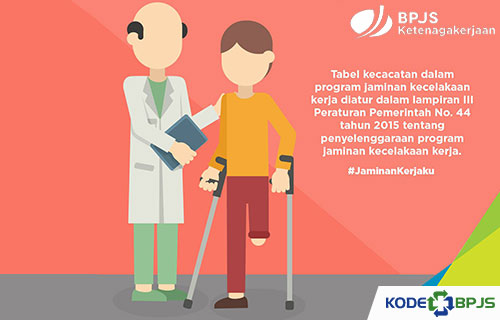 BPJS
Ketenagakerjaan
Tabel kecacatan dalam
program jaminan kecelakaan
kerja diatur dalam lampiran III
Peraturan Pemerintah No. 44
tahun 2015 tentang
penyelenggaraan program
jaminan kecelakaan kerja.
#JaminanKerjaku
KODE BPJS